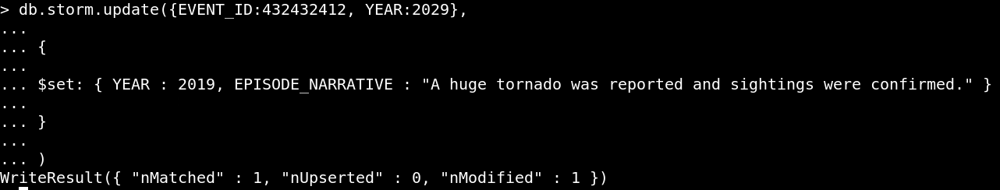 > db.storm.update({EVENT_ID:432432412, YEAR:2029},
...
... {
...
... $set: { YEAR : 2019, EPISODE_NARRATIVE : "A huge tornado was reported and sightings were confirmed." }
...
... }
...
... )
WriteResult({ "nMatched" : 1, "nUpserted" : 0, "nModified" : 1 })